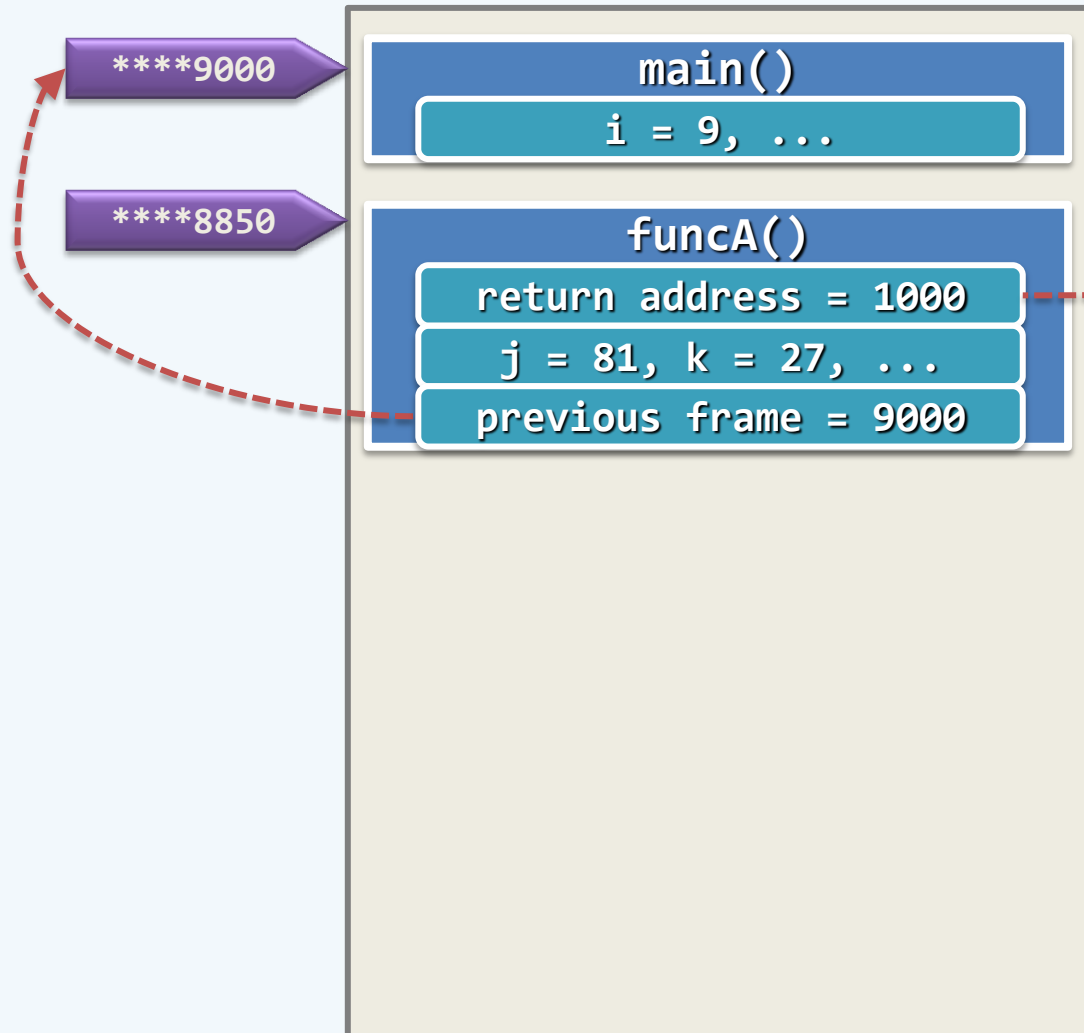 ****9000
main()
i = 9, ...
****8850
funcA()
return address = 1000
j = 81, k = 27, ...
previous frame = 9000